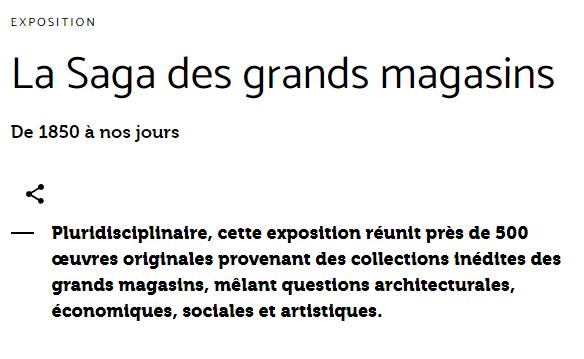 EXPOSITION
La Saga des grands magasins
De 1850 à nos jours
— Pluridisciplinaire, cette exposition réunit près de 500
œuvres originales provenant des collections inédites des
grands magasins, mêlant questions architecturales,
économiques, sociales et artistiques.